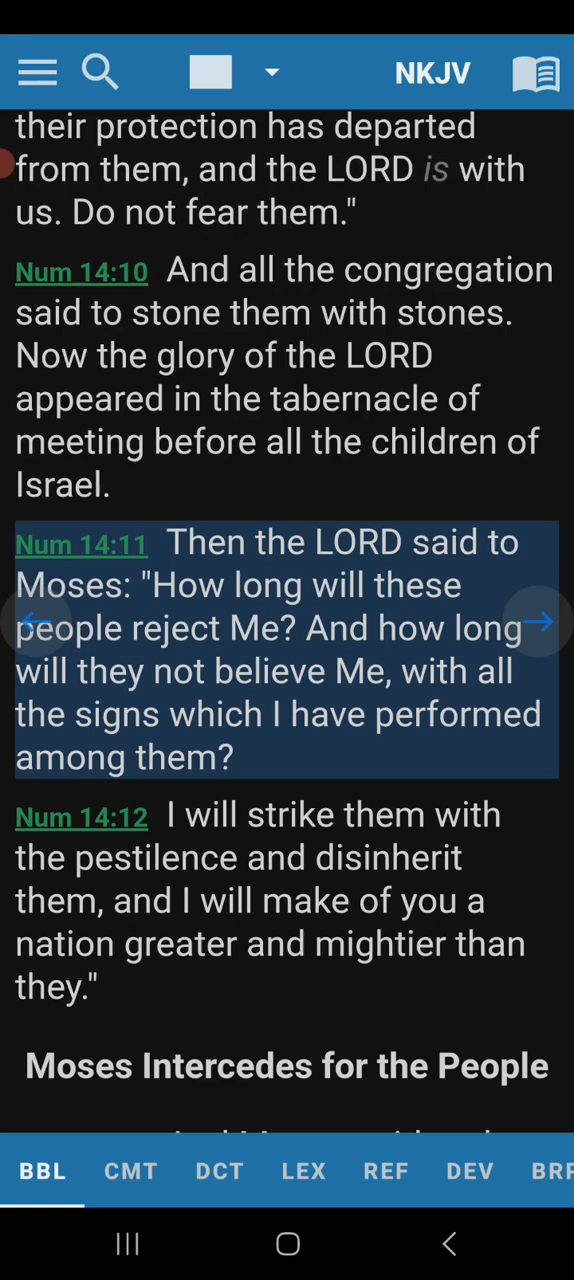 NKJV
their protection has departed
from them, and the LORD is with
us. Do not fear them."
Num 14:10 And all the congregation
said to stone them with stones.
Now the glory of the LORD
appeared in the tabernacle of
meeting before all the children of
Israel.
Num 14:11 Then the LORD said to
Moses: "How long will these
people reject Me? And how long
will they not believe Me, with all
the signs which I have performed
among them?
Num 14:12 I will strike them with
the pestilence and disinherit
them, and I will make of you a
nation greater and mightier than
they."
Moses Intercedes for the People
BBL CMT DCT LEX REF DEV BRP